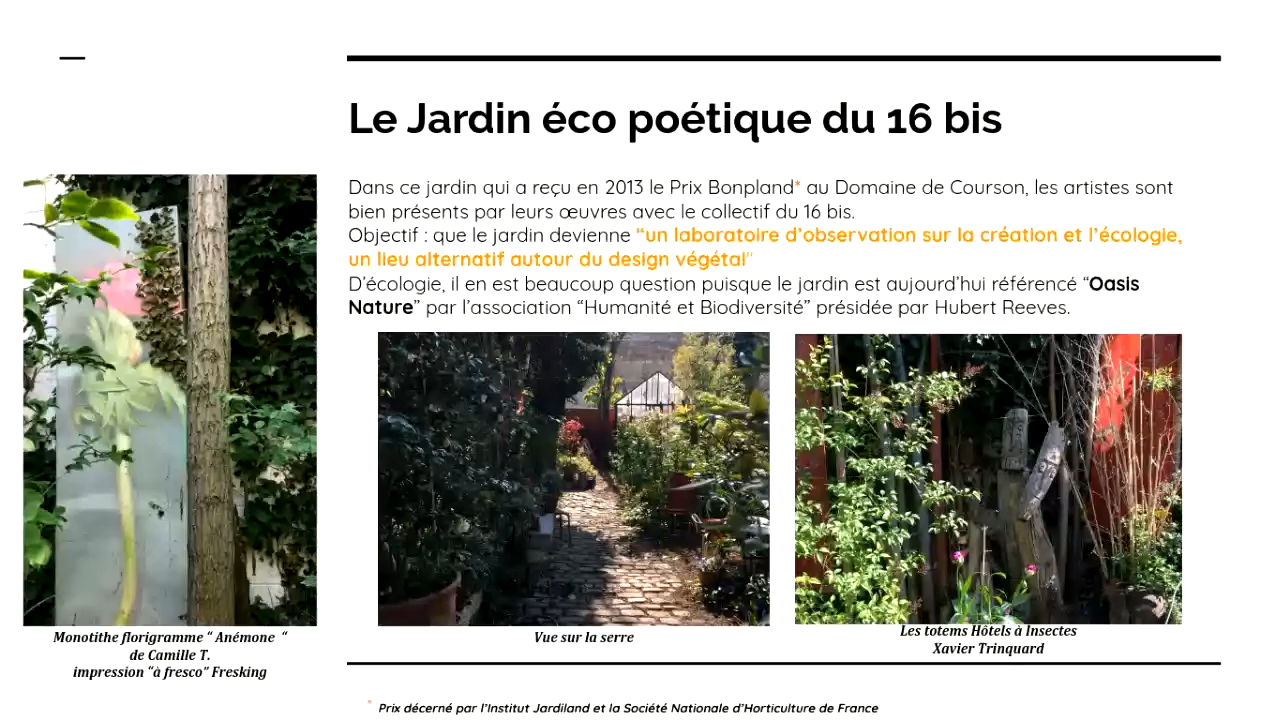 Le Jardin éco poétique du 16 bis
Dans ce jardin qui a reçu en 2013 le Prix Bonpland* au Domaine de Courson, les artistes sont
bien présents par leurs œuvres avec le collectif du 16 bis.
Objectif : que le jardin devienne “un laboratoire d’observation sur la création et l’écologie,
un lieu alternatif autour du design végétal"
D’écologie, il en est beaucoup question puisque le jardin est aujourd’hui référencé “Oasis
Nature” par l’association “Humanité et Biodiversité” présidée par Hubert Reeves.
Monotithe florigramme “ Anémone “
de Camille T.
impression “à fresco” Fresking
Vue sur la serre
Les totems Hôtels à Insectes
Xavier Trinquard
* Prix décerné par l’Institut Jardiland et la Société Nationale d’Horticulture de France